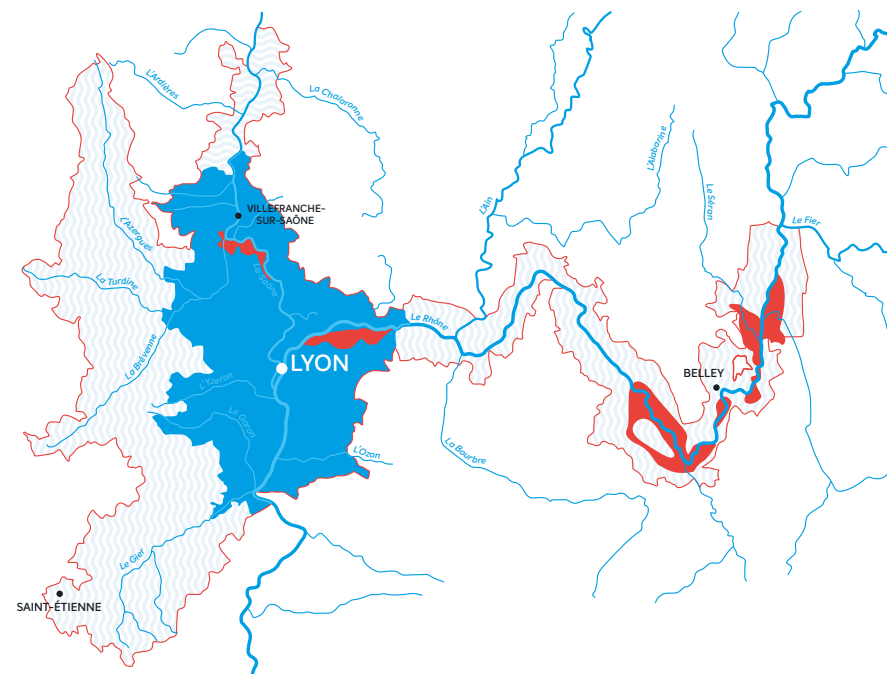 L'Ardières
La Chalaronne
L'Alabarine
L'Ain
Le Séran
VILLEFRANCHE-
SUR-SAÔNE
L'Azergues
Le Fier
La Saône
La Turdine
Le Rhône
La Brévenne
LYON
BELLEY
L'Yzeron
Le Garon
L'Ozon
La Bourbre
Le Gier
SAINT-ÉTIENNE